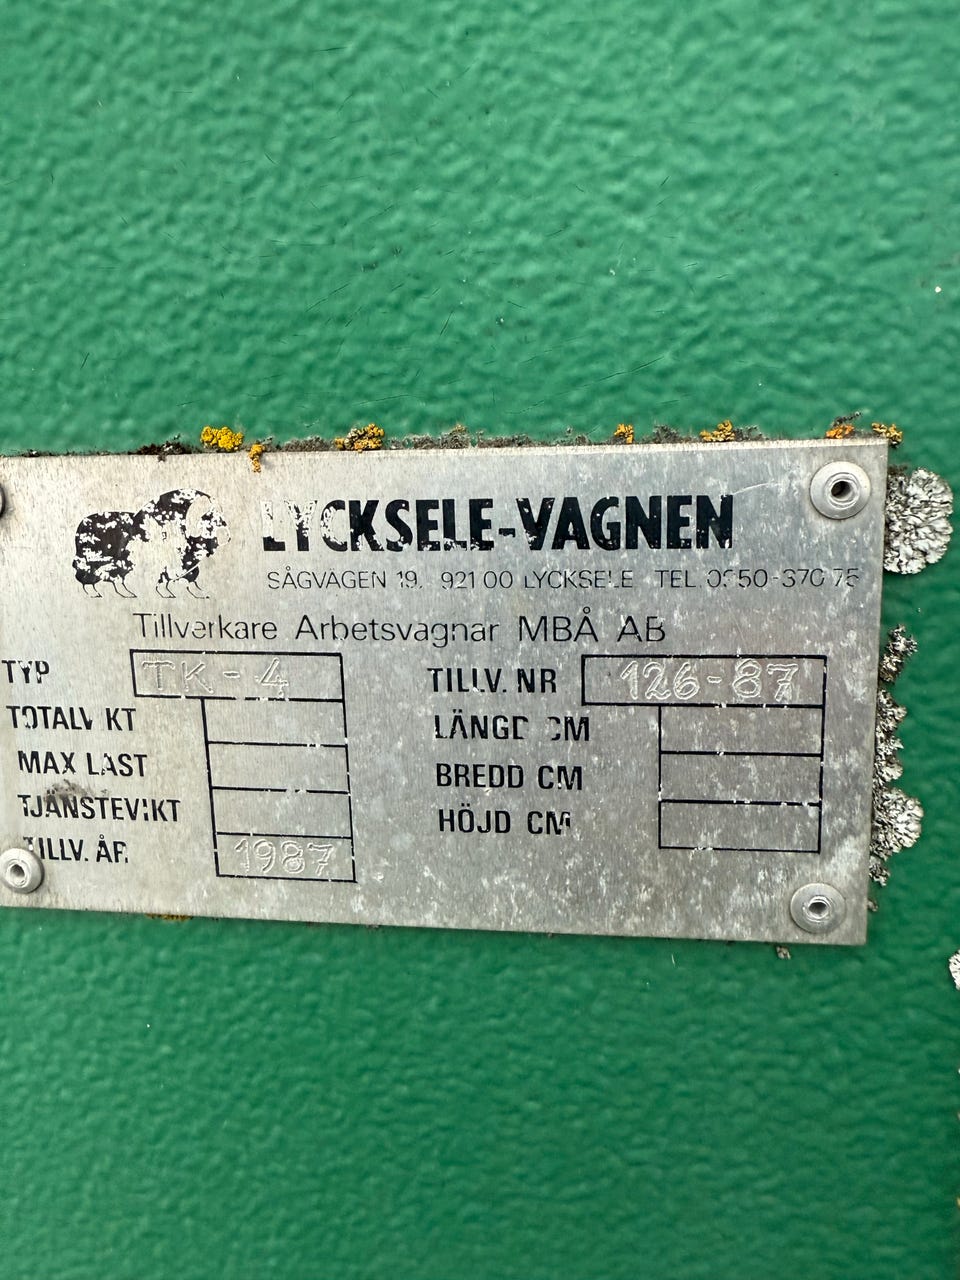 LYCKSELE-VAGNEN
SÅGVÄGEN 19. 921 00 LYCKSELE TEL. 0950-370 75
Tillverkare Arbetsvagnar MBÅ AB
TYP TK-4 TILLV. NR 126-87
TOTALVIKT LÄNGD CM
MAX LAST BREDD CM
TJÄNSTEVIKT HÖJD CM
TILLV. ÅR 1987